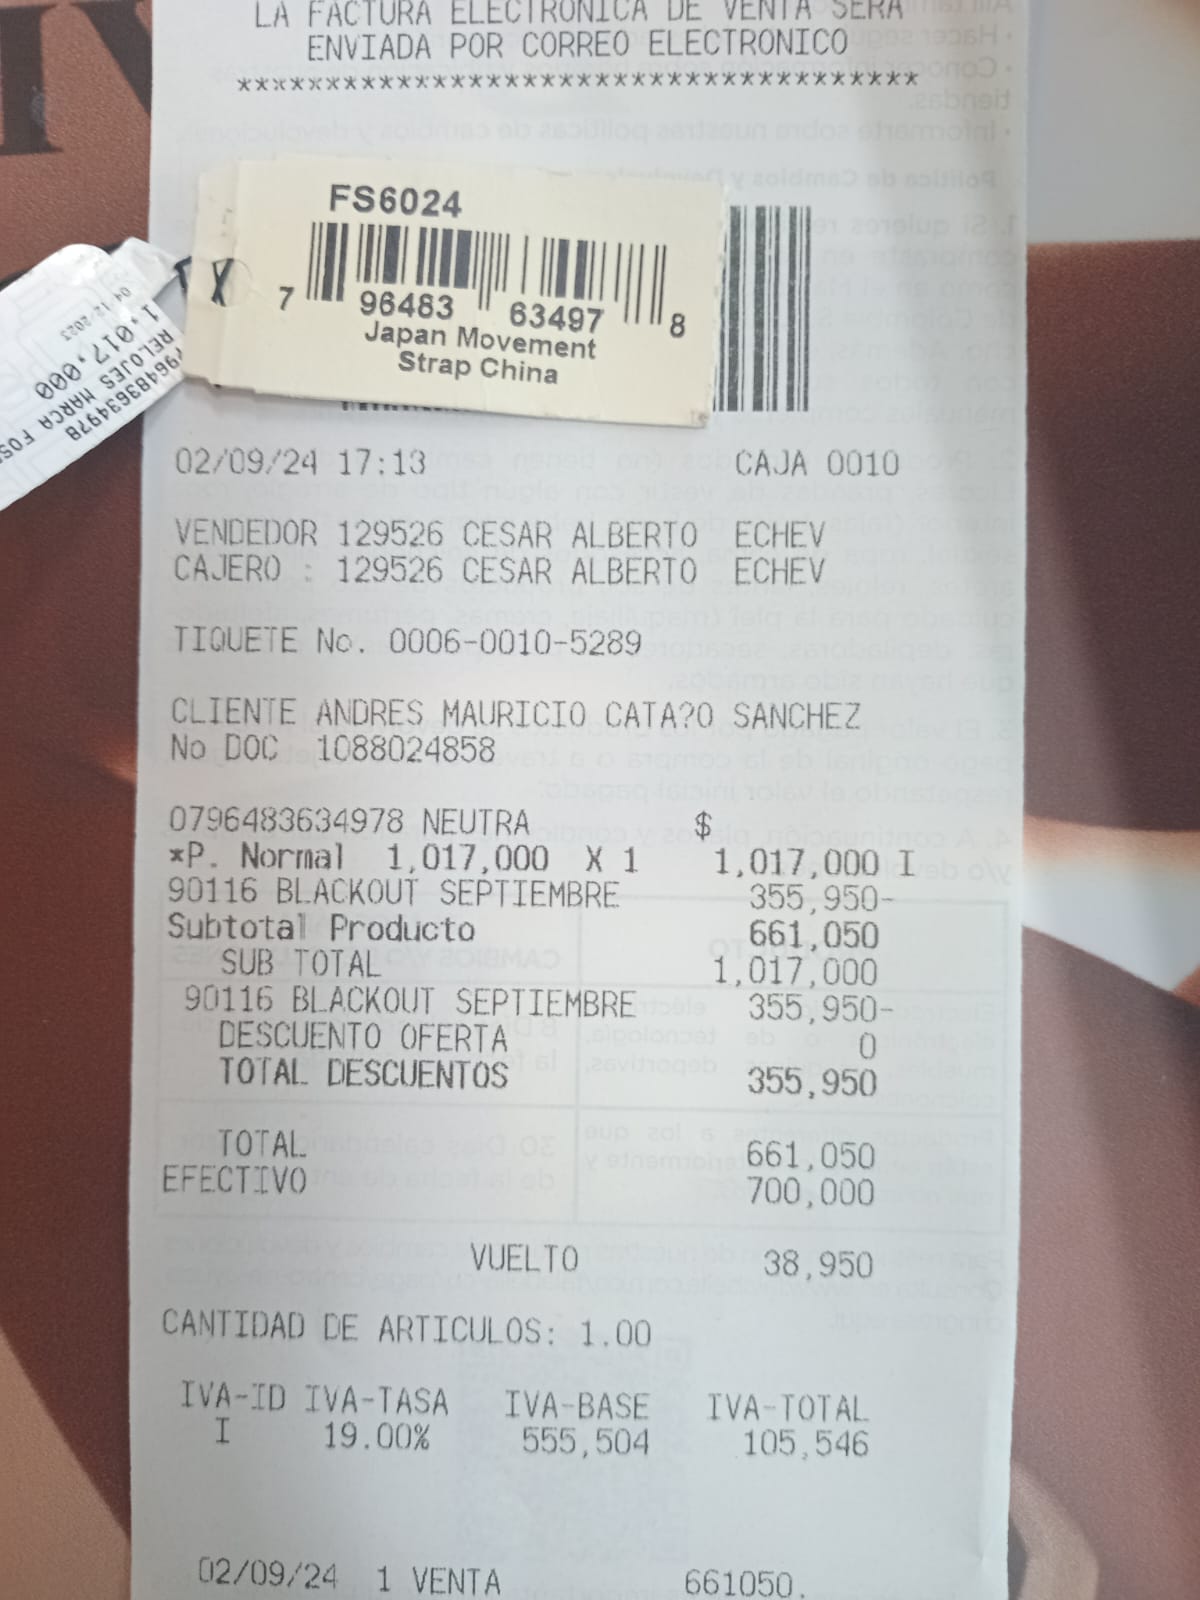 LA FACTURA ELECTRONICA DE VENTA SERA
ENVIADA POR CORREO ELECTRONICO
***************************************
FS6024
7 96483 63497 8
Japan Movement
Strap China
04/12/2023
1.017.000
RELOJES MARCA
796483634978
02/09/24 17:13 CAJA 0010
VENDEDOR 129526 CESAR ALBERTO ECHEV
CAJERO : 129526 CESAR ALBERTO ECHEV
TIQUETE No. 0006-0010-5289
CLIENTE ANDRES MAURICIO CATA?O SANCHEZ
No DOC 1088024858
0796483634978 NEUTRA $
*P. Normal 1,017,000 X 1 1,017,000 I
90116 BLACKOUT SEPTIEMBRE 355,950-
Subtotal Producto 661,050
SUB TOTAL 1,017,000
90116 BLACKOUT SEPTIEMBRE 355,950-
DESCUENTO OFERTA 0
TOTAL DESCUENTOS 355,950
TOTAL 661,050
EFECTIVO 700,000
VUELTO 38,950
CANTIDAD DE ARTICULOS: 1.00
IVA-ID IVA-TASA IVA-BASE IVA-TOTAL
I 19.00% 555,504 105,546
02/09/24 1 VENTA 661050.